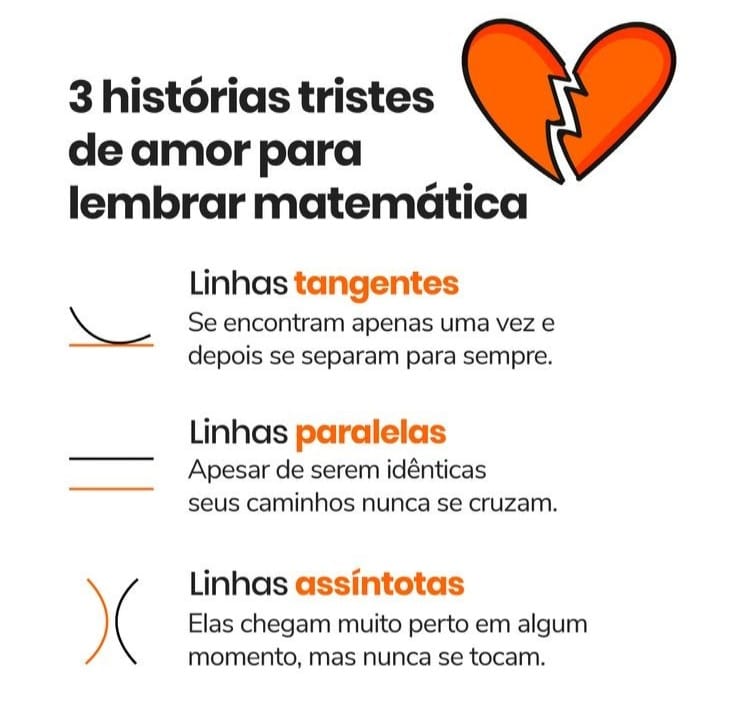 3 histórias tristes
de amor para
lembrar matemática
Linhas tangentes
Se encontram apenas uma vez e
depois se separam para sempre.
Linhas paralelas
Apesar de serem idênticas
seus caminhos nunca se cruzam.
Linhas assíntotas
Elas chegam muito perto em algum
momento, mas nunca se tocam.